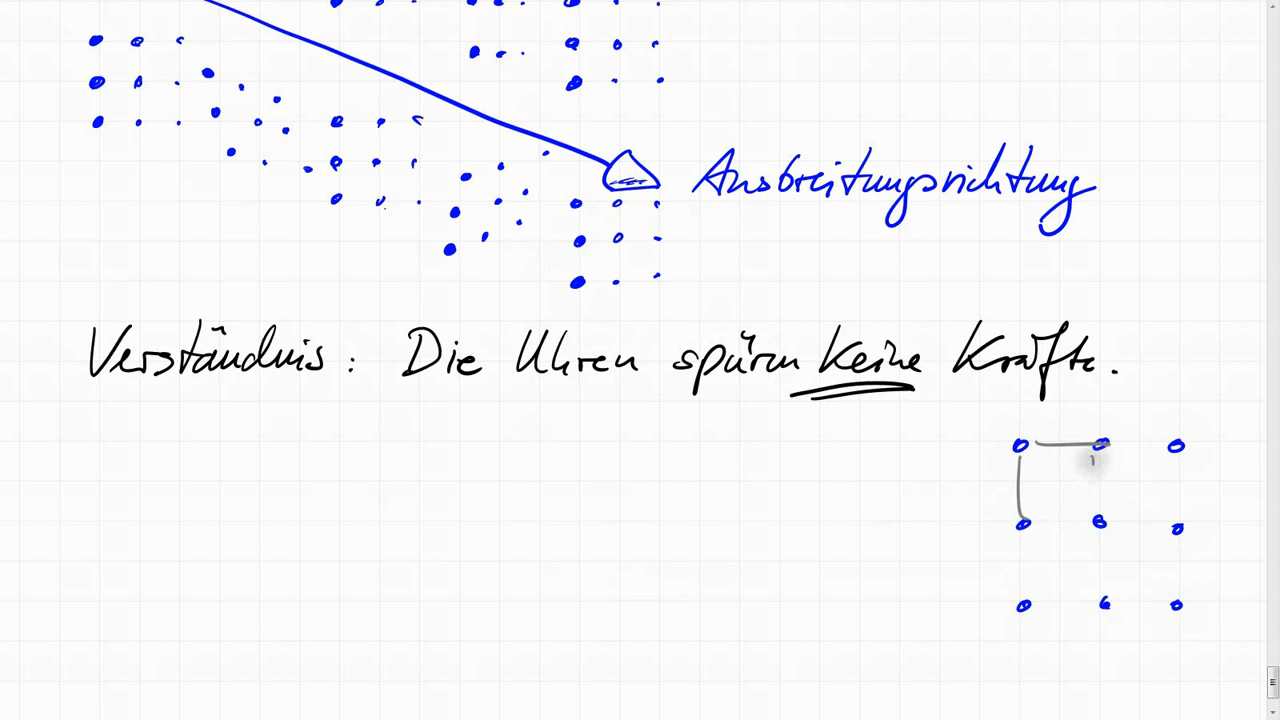 Ausbreitungsrichtung
Verständnis: Die Uhren spüren keine Kräfte.